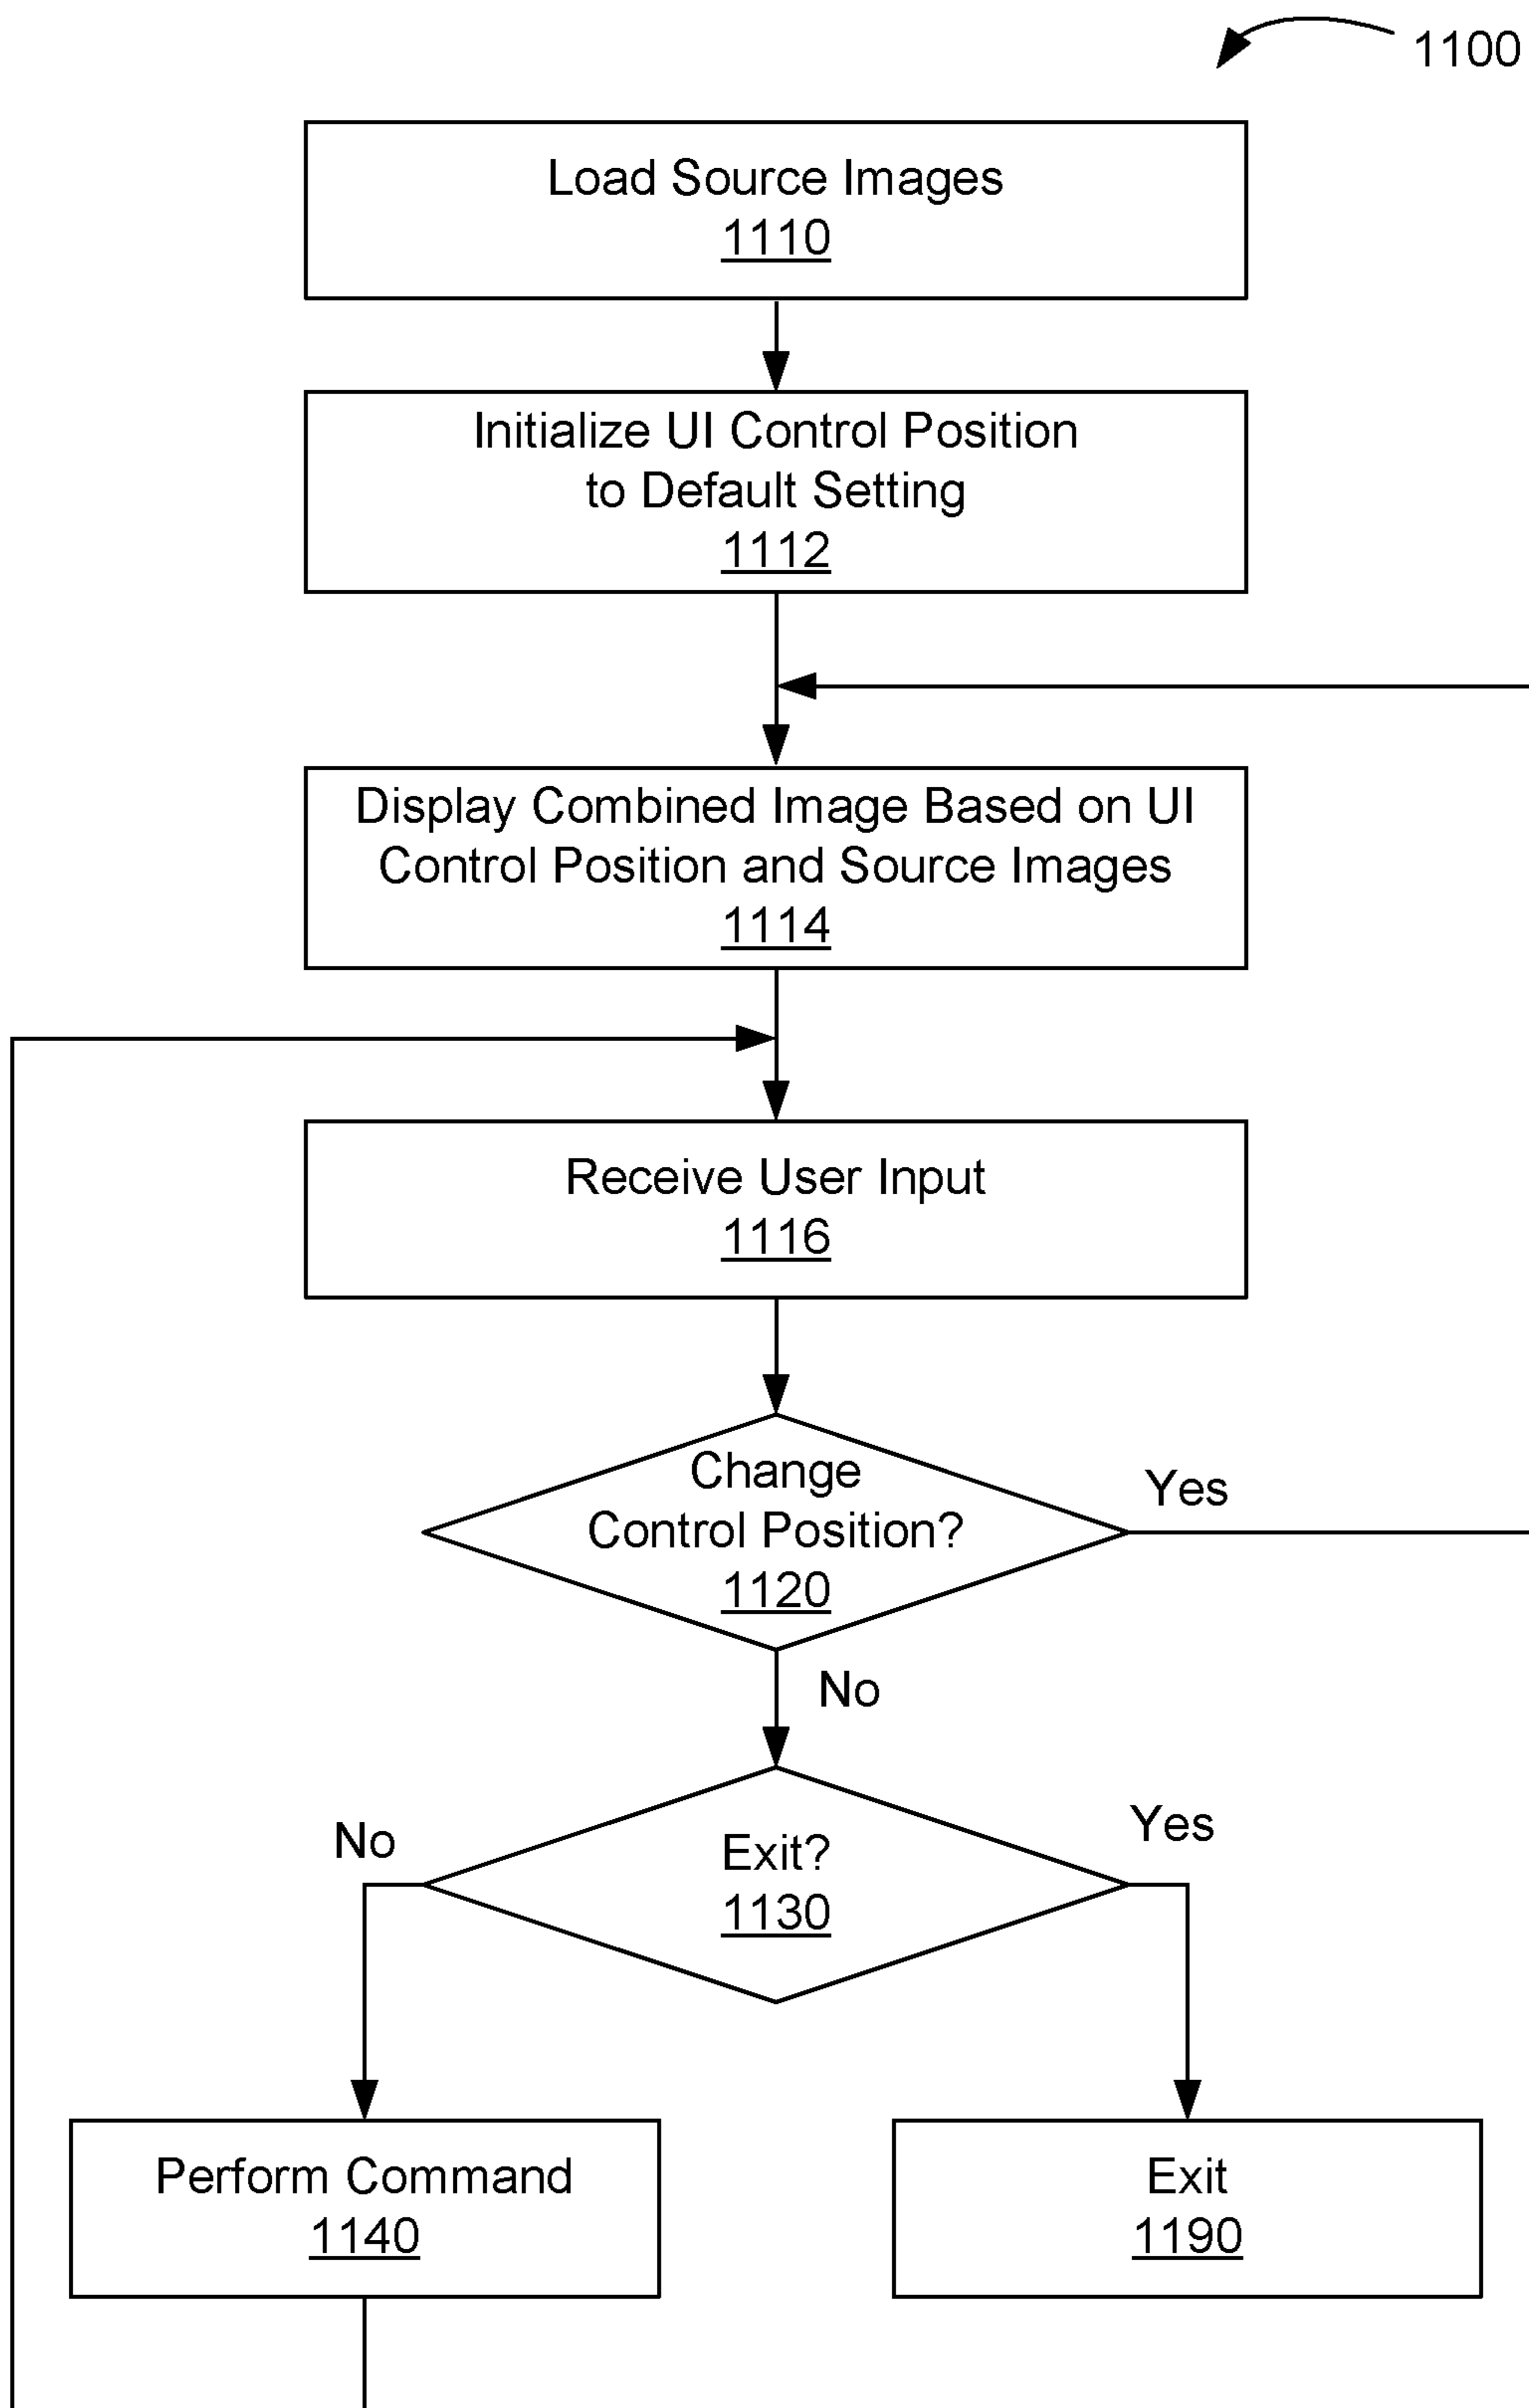 1100
Load Source Images
1110
Initialize UI Control Position
to Default Setting
1112
Display Combined Image Based on UI
Control Position and Source Images
1114
Receive User Input
1116
Change
Control Position?
1120
Yes
No
Exit?
1130
No
Yes
Perform Command
1140
Exit
1190